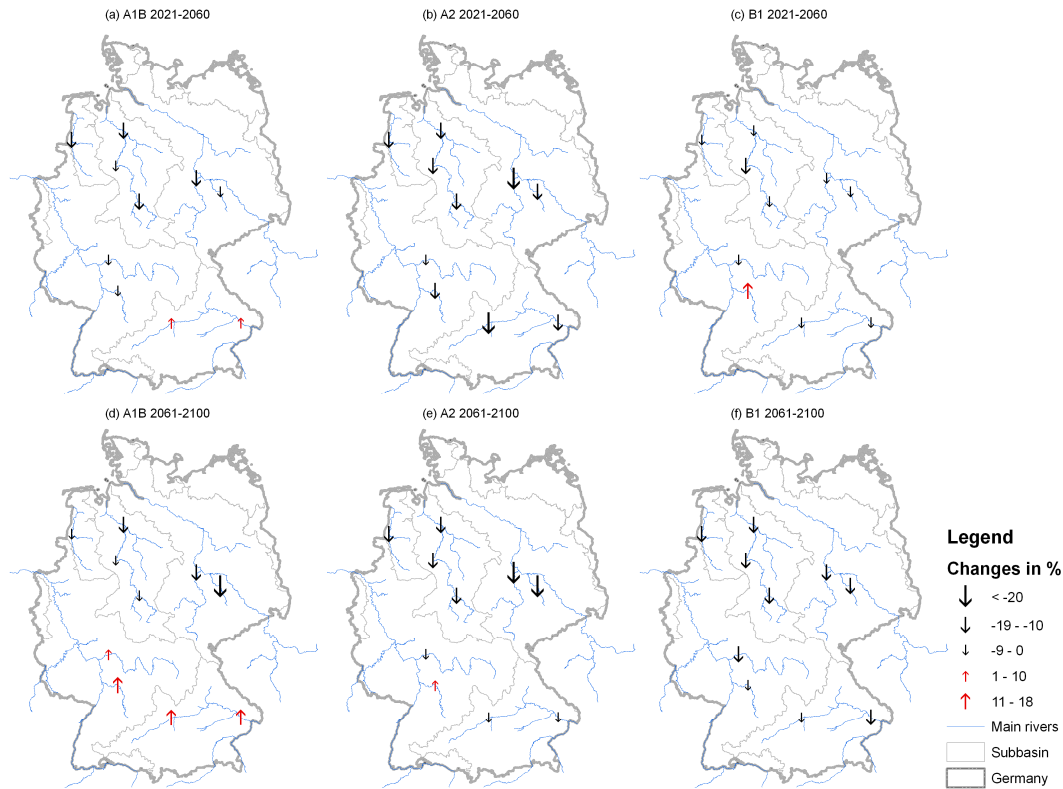 (a) A1B 2021-2060
(b) A2 2021-2060
(c) B1 2021-2060
(d) A1B 2061-2100
(e) A2 2061-2100
(f) B1 2061-2100
Legend
Changes in %
< -20
-19 - -10
-9 - 0
1 - 10
11 - 18
Main rivers
Subbasin
Germany